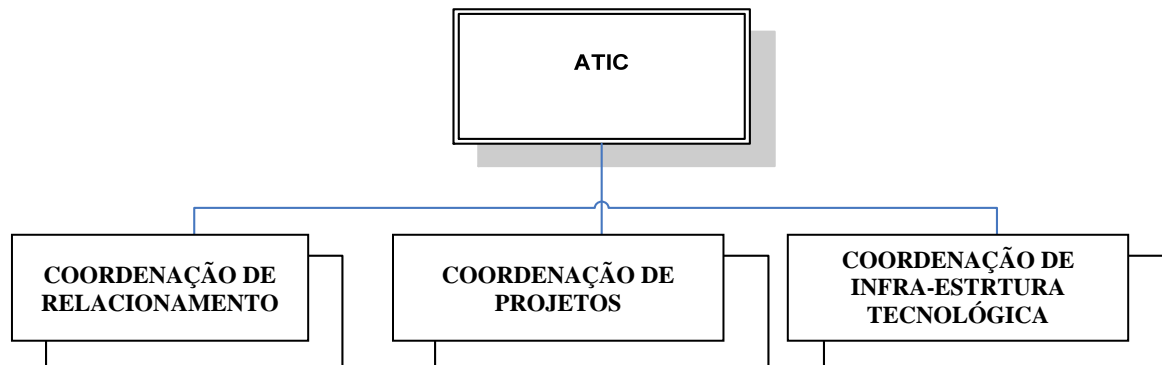 ATIC
COORDENAÇÃO DE
RELACIONAMENTO
COORDENAÇÃO DE
PROJETOS
COORDENAÇÃO DE
INFRA-ESTRTURA
TECNOLÓGICA